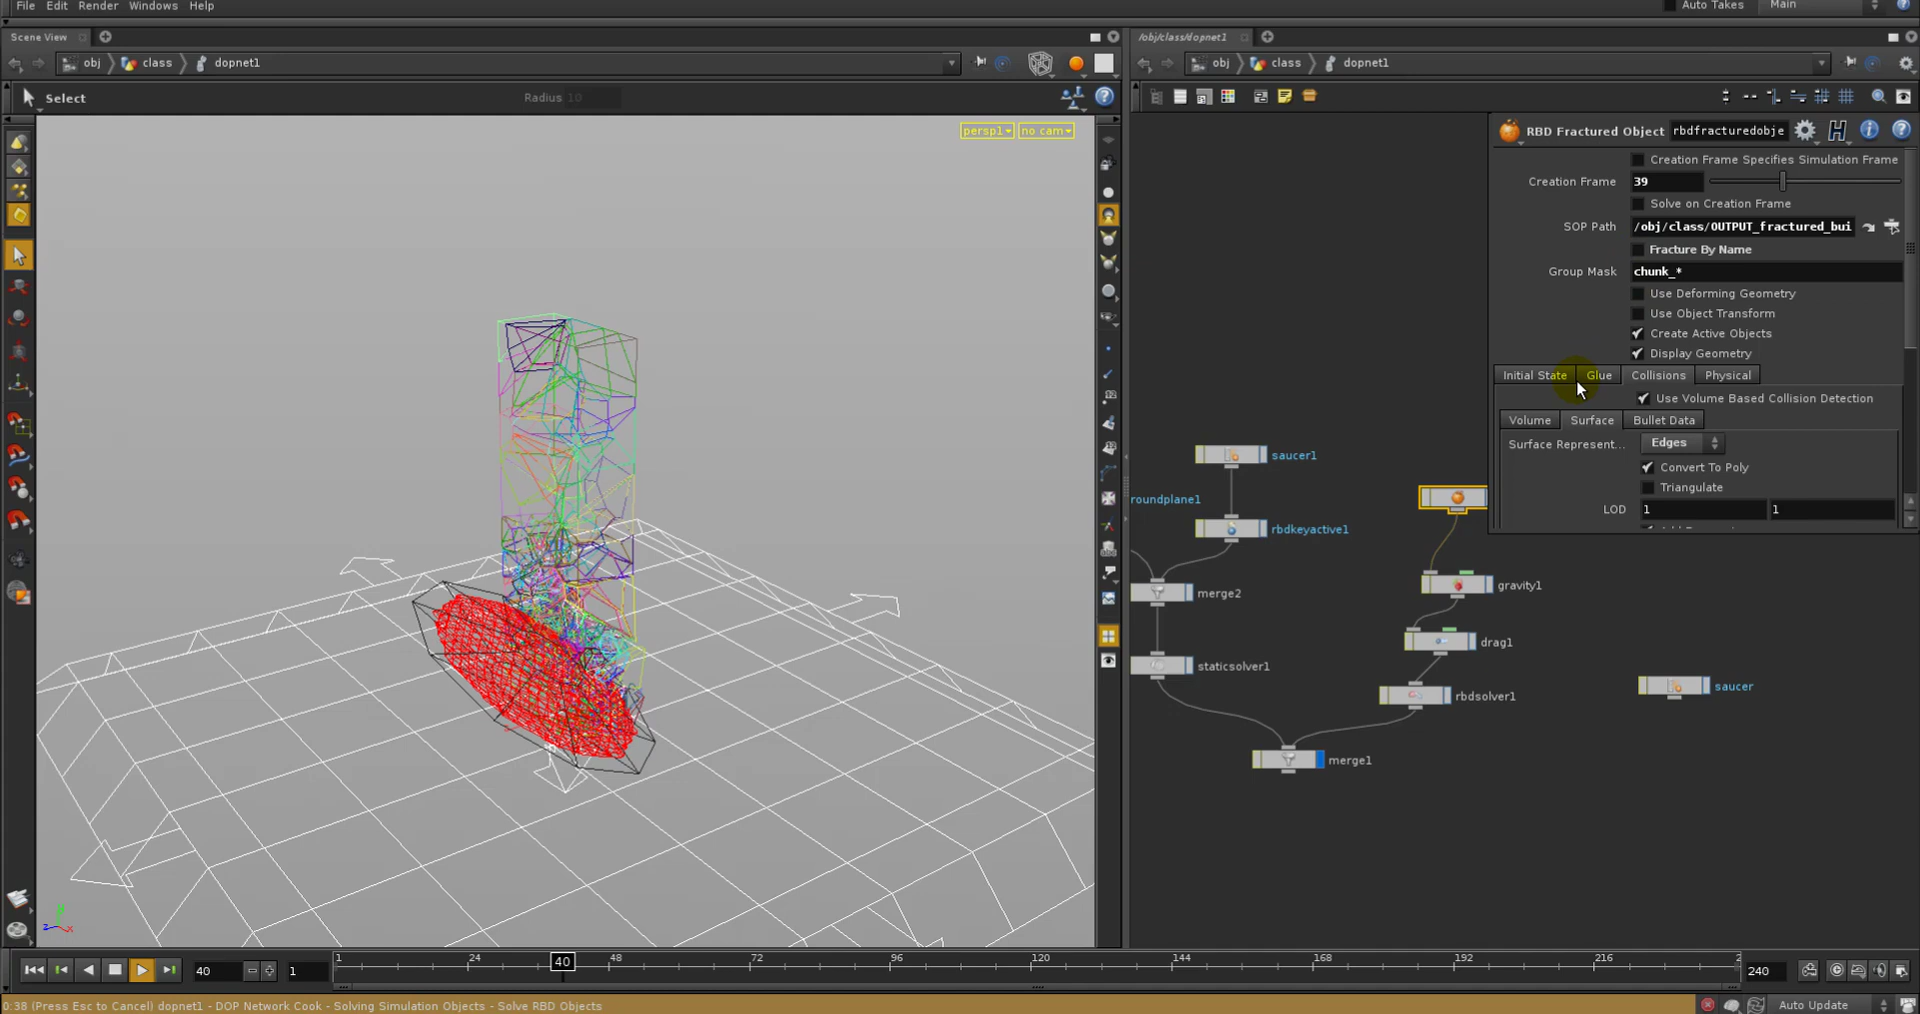 File Edit Render Windows Help
Auto Takes Main
Scene View
/obj/class/dopnet1
obj class dopnet1
obj class dopnet1
Select
Radius 10
persp1 no cam
RBD Fractured Object rbdfracturedobje
Creation Frame Specifies Simulation Frame
Creation Frame 39
Solve on Creation Frame
SOP Path /obj/class/OUTPUT_fractured_bui
Fracture By Name
Group Mask chunk_*
Use Deforming Geometry
Use Object Transform
Create Active Objects
Display Geometry
Initial State Glue Collisions Physical
Use Volume Based Collision Detection
Volume Surface Bullet Data
Surface Represent... Edges
Convert To Poly
Triangulate
LOD 1 1
saucer1
roundplane1
rbdkeyactive1
merge2
gravity1
drag1
staticsolver1
rbdsolver1
saucer
merge1
z x
40 1
1 24 40 48 72 96 120 144 168 192 216 2
240
0:38 (Press Esc to Cancel) dopnet1 - DOP Network Cook - Solving Simulation Objects - Solve RBD Objects
Auto Update